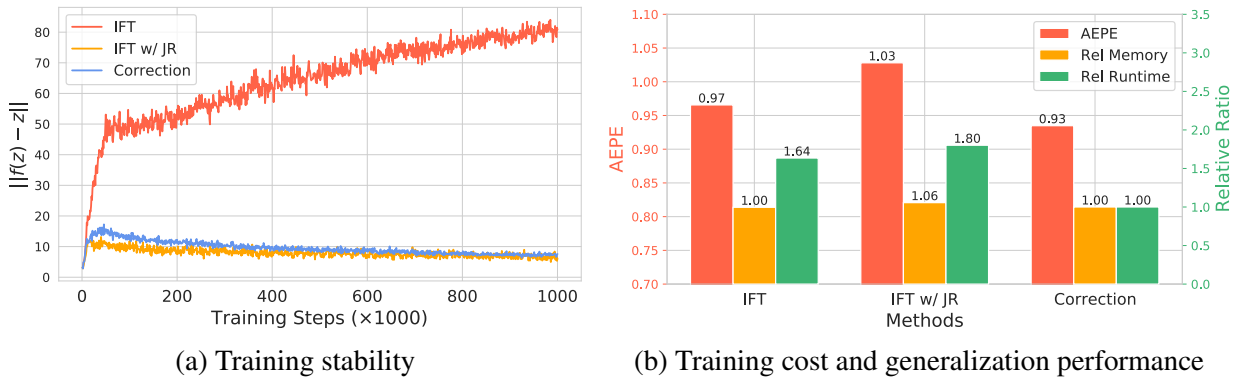 IFT
IFT w/ JR
Correction
80
70
60
50
40
30
20
10
0
||f(z) − z||
0 200 400 600 800 1000
Training Steps (×1000)
(a) Training stability
1.10
1.05
1.00
0.95
0.90
0.85
0.80
0.75
0.70
AEPE
AEPE
Rel Memory
Rel Runtime
0.97 1.00 1.64
1.03 1.06 1.80
0.93 1.00 1.00
3.5
3.0
2.5
2.0
1.5
1.0
0.5
0.0
Relative Ratio
IFT IFT w/ JR Correction
Methods
(b) Training cost and generalization performance